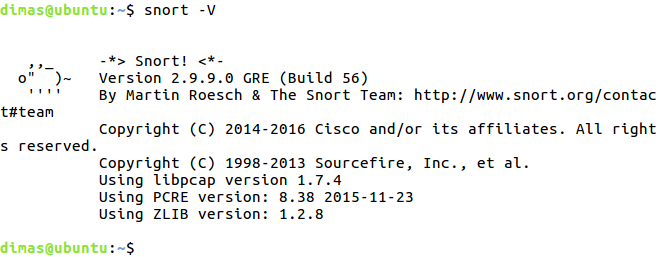 dimas@ubuntu:~$ snort -V

   ,,_     -*> Snort! <*-
  o"  )~   Version 2.9.9.0 GRE (Build 56)
   ''''    By Martin Roesch & The Snort Team: http://www.snort.org/contac
t#team
           Copyright (C) 2014-2016 Cisco and/or its affiliates. All right
s reserved.
           Copyright (C) 1998-2013 Sourcefire, Inc., et al.
           Using libpcap version 1.7.4
           Using PCRE version: 8.38 2015-11-23
           Using ZLIB version: 1.2.8

dimas@ubuntu:~$